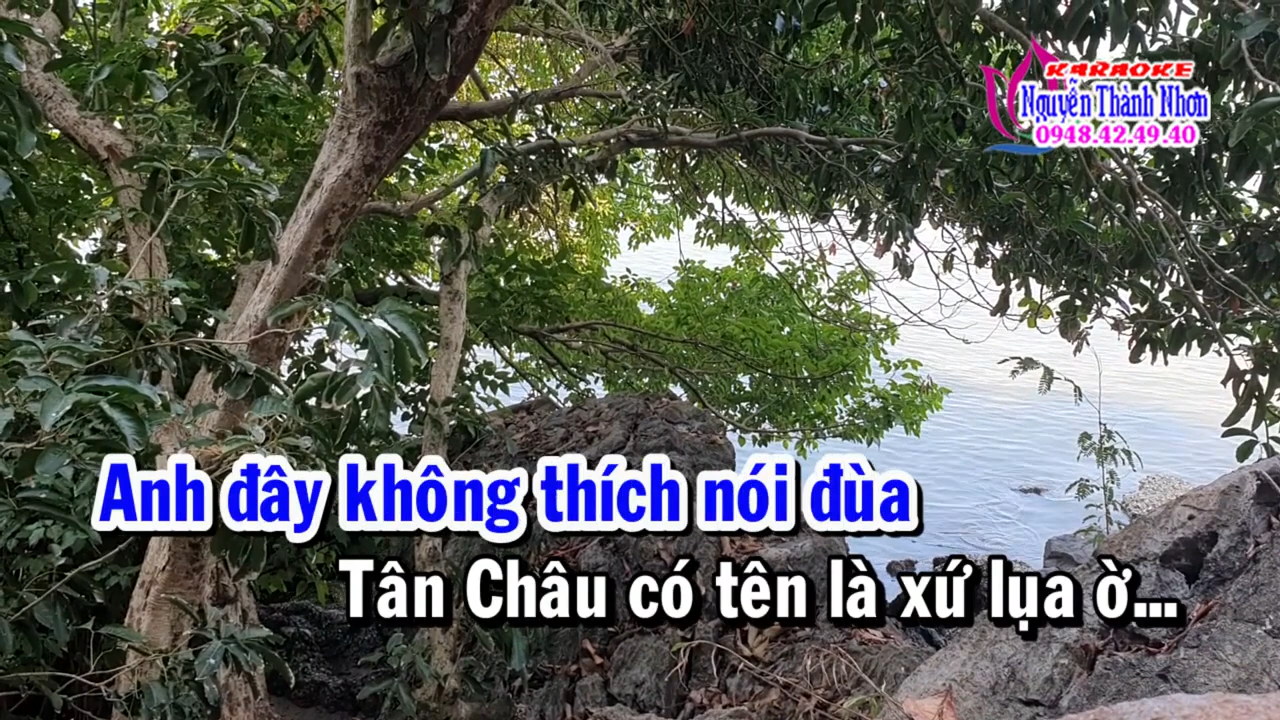 KARAOKE
Nguyễn Thành Nhơn
0948.42.49.40
Anh đây không thích nói đùa
Tân Châu có tên là xứ lụa ờ...